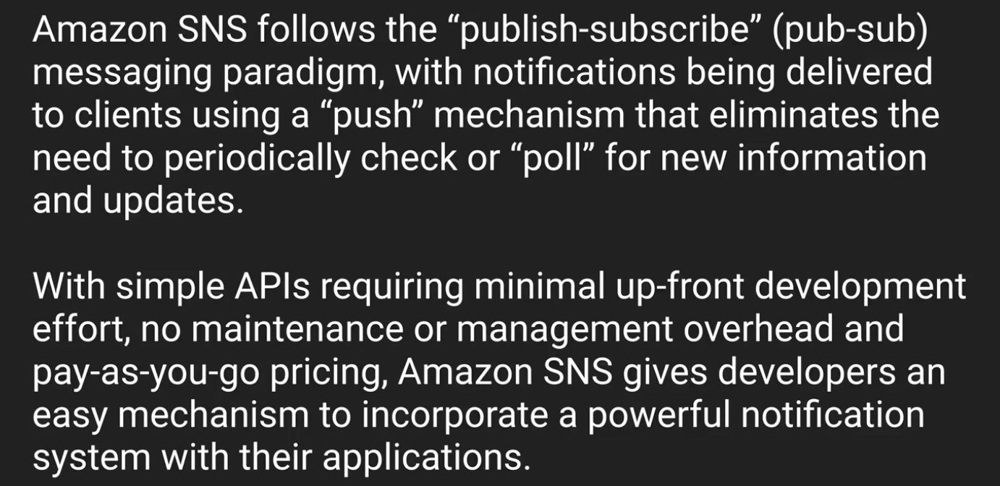 Amazon SNS follows the “publish-subscribe” (pub-sub)
messaging paradigm, with notifications being delivered
to clients using a “push” mechanism that eliminates the
need to periodically check or “poll” for new information
and updates.
With simple APIs requiring minimal up-front development
effort, no maintenance or management overhead and
pay-as-you-go pricing, Amazon SNS gives developers an
easy mechanism to incorporate a powerful notification
system with their applications.